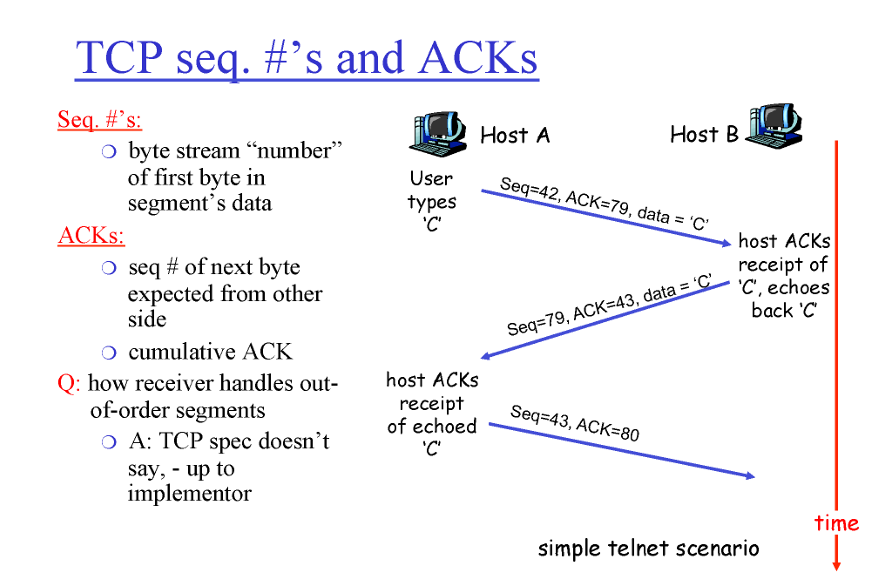 TCP seq. #’s and ACKs
Seq. #’s:
❍ byte stream “number”
of first byte in
segment’s data
ACKs:
❍ seq # of next byte
expected from other
side
❍ cumulative ACK
Q: how receiver handles out-
of-order segments
❍ A: TCP spec doesn’t
say, - up to
implementor
Host A
Host B
User
types
‘C’
Seq=42, ACK=79, data = ‘C’
host ACKs
receipt of
‘C’, echoes
back ‘C’
Seq=79, ACK=43, data = ‘C’
host ACKs
receipt
of echoed
‘C’
Seq=43, ACK=80
time
simple telnet scenario